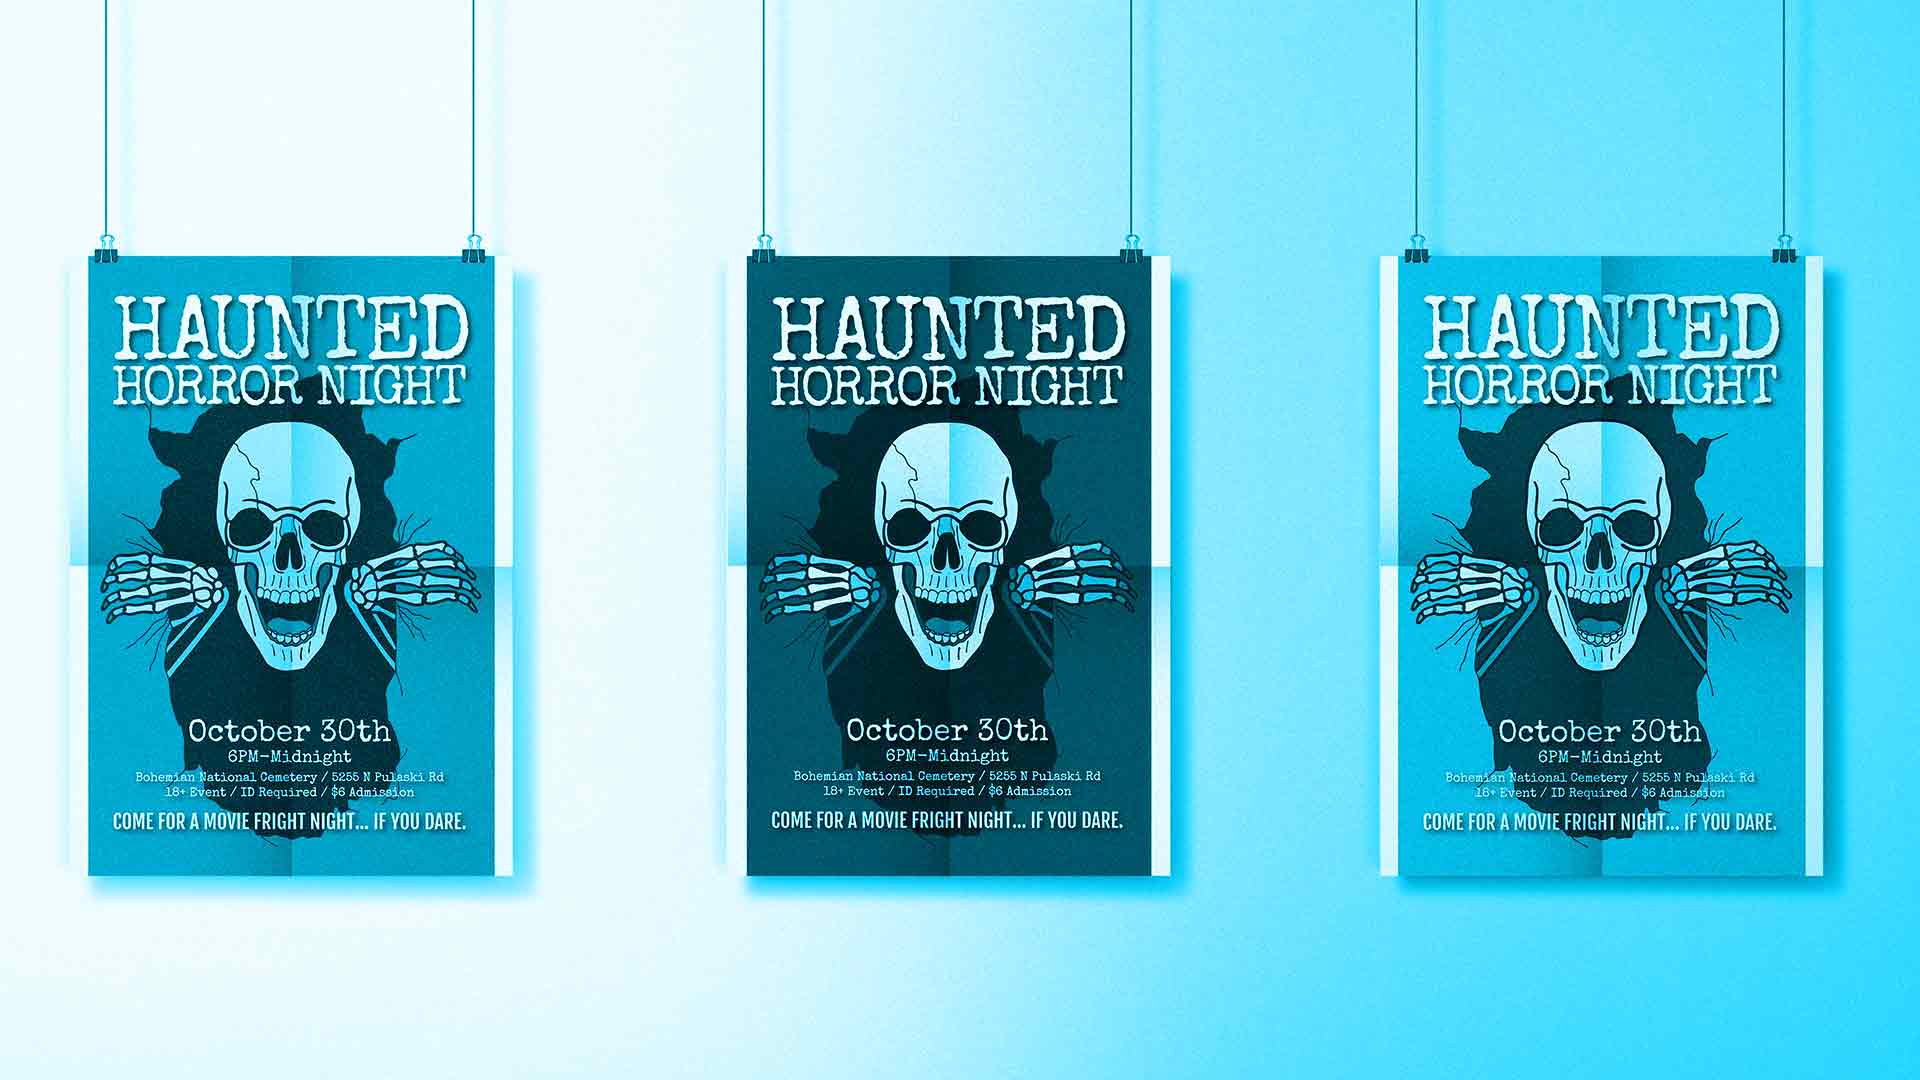 HAUNTED
HORROR NIGHT
October 30th
6PM-Midnight
Bohemian National Cemetery / 5255 N Pulaski Rd
18+ Event / ID Required / $6 Admission
COME FOR A MOVIE FRIGHT NIGHT... IF YOU DARE.
HAUNTED
HORROR NIGHT
October 30th
6PM-Midnight
Bohemian National Cemetery / 5255 N Pulaski Rd
18+ Event / ID Required / $6 Admission
COME FOR A MOVIE FRIGHT NIGHT... IF YOU DARE.
HAUNTED
HORROR NIGHT
October 30th
6PM-Midnight
Bohemian National Cemetery / 5255 N Pulaski Rd
18+ Event / ID Required / $6 Admission
COME FOR A MOVIE FRIGHT NIGHT... IF YOU DARE.